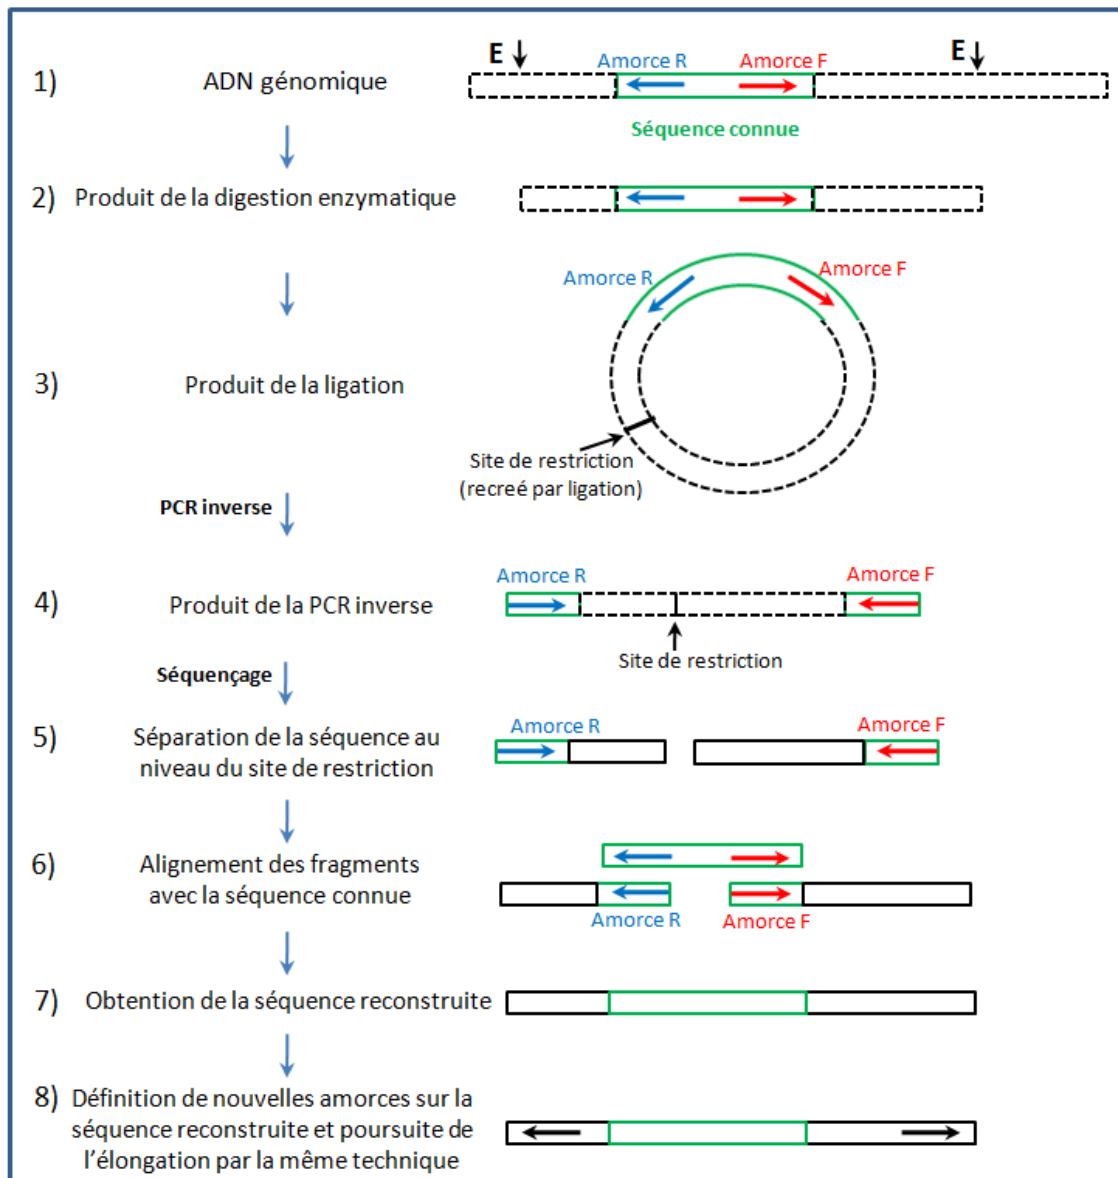 E E
Amorce R Amorce F
1) ADN génomique
Séquence connue
2) Produit de la digestion enzymatique
Amorce R Amorce F
3) Produit de la ligation
Site de restriction
(recreé par ligation)
PCR inverse
Amorce R Amorce F
4) Produit de la PCR inverse
Site de restriction
Séquençage
Amorce R Amorce F
5) Séparation de la séquence au
niveau du site de restriction
6) Alignement des fragments
avec la séquence connue
Amorce R Amorce F
7) Obtention de la séquence reconstruite
8) Définition de nouvelles amorces sur la
séquence reconstruite et poursuite de
l'élongation par la même technique